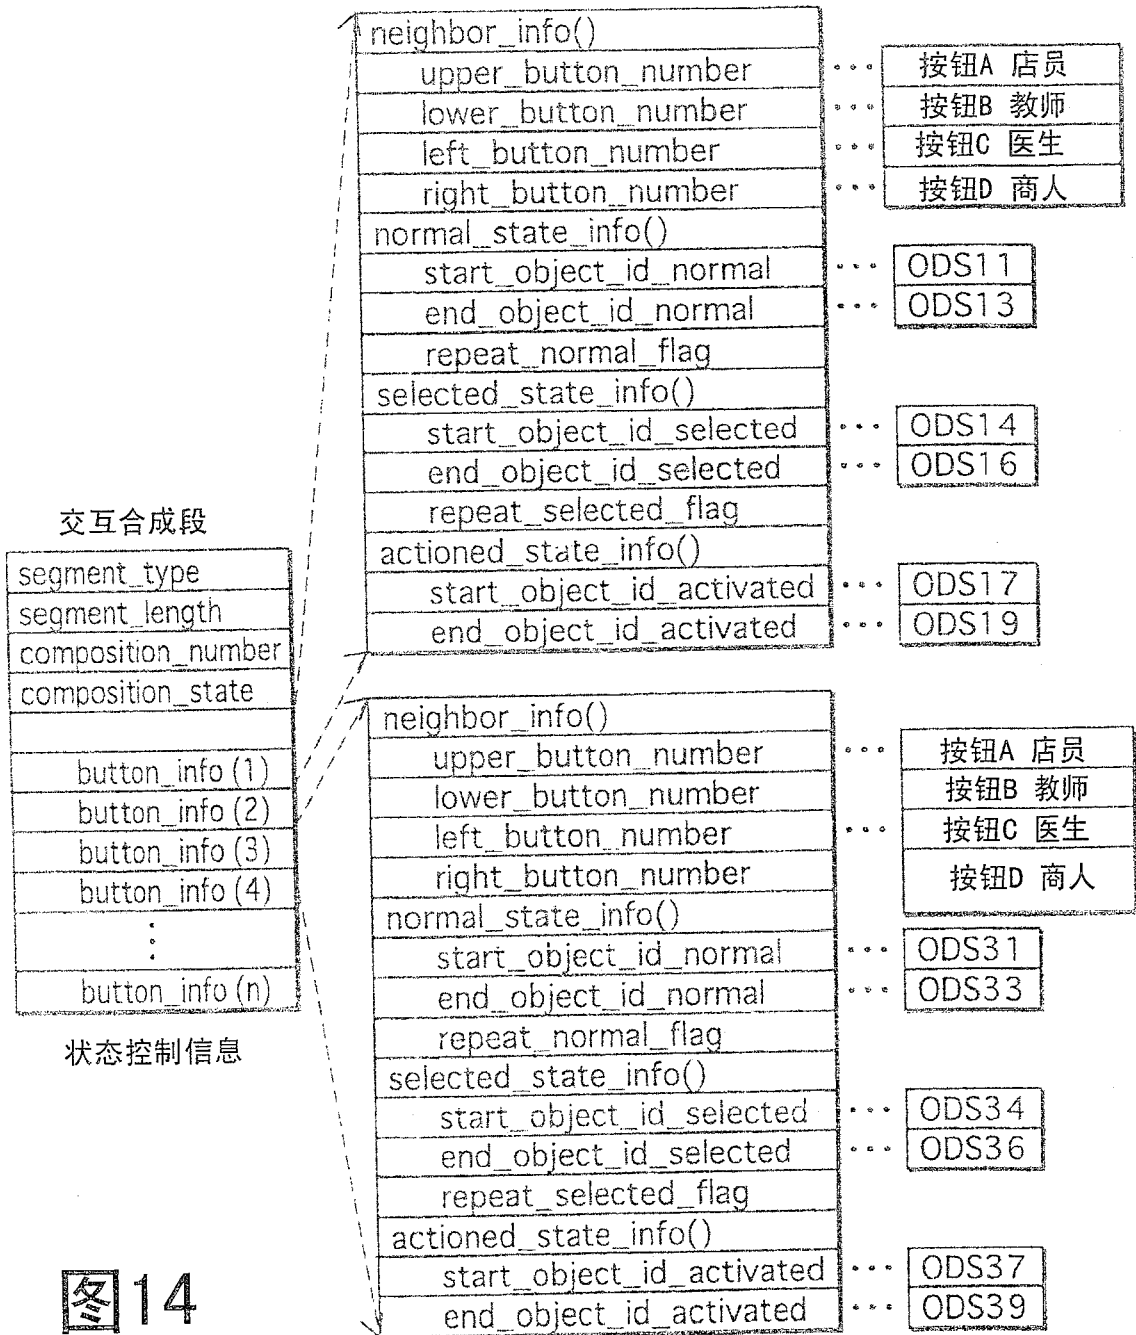 neighbor_info()
upper_button_number ... 按钮A 店员
lower_button_number ... 按钮B 教师
left_button_number ... 按钮C 医生
right_button_number ... 按钮D 商人
normal_state_info()
start_object_id_normal ... ODS11
end_object_id_normal ... ODS13
repeat_normal_flag
selected_state_info()
start_object_id_selected ... ODS14
end_object_id_selected ... ODS16
repeat_selected_flag
actioned_state_info()
start_object_id_activated ... ODS17
end_object_id_activated ... ODS19
交互合成段
segment_type
segment_length
composition_number
composition_state
button_info (1)
button_info (2)
button_info (3)
button_info (4)
⋮
button_info (n)
状态控制信息
neighbor_info()
upper_button_number ... 按钮A 店员
lower_button_number 按钮B 教师
left_button_number ... 按钮C 医生
right_button_number 按钮D 商人
normal_state_info()
start_object_id_normal ... ODS31
end_object_id_normal ... ODS33
repeat_normal_flag
selected_state_info()
start_object_id_selected ... ODS34
end_object_id_selected ... ODS36
repeat_selected_flag
actioned_state_info()
start_object_id_activated ... ODS37
end_object_id_activated ... ODS39
图14